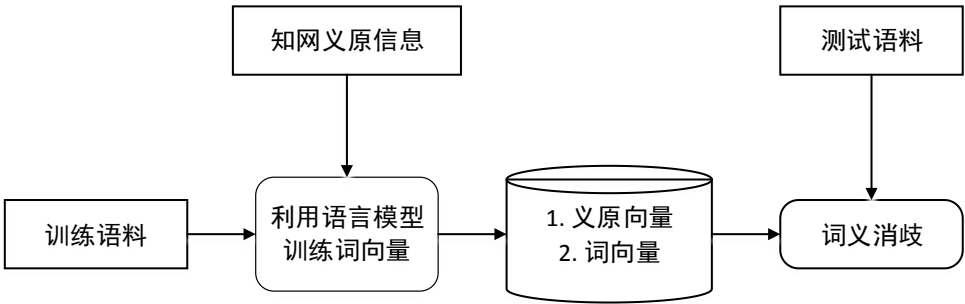 知网义原信息
测试语料
训练语料
利用语言模型
训练词向量
1. 义原向量
2. 词向量
词义消歧